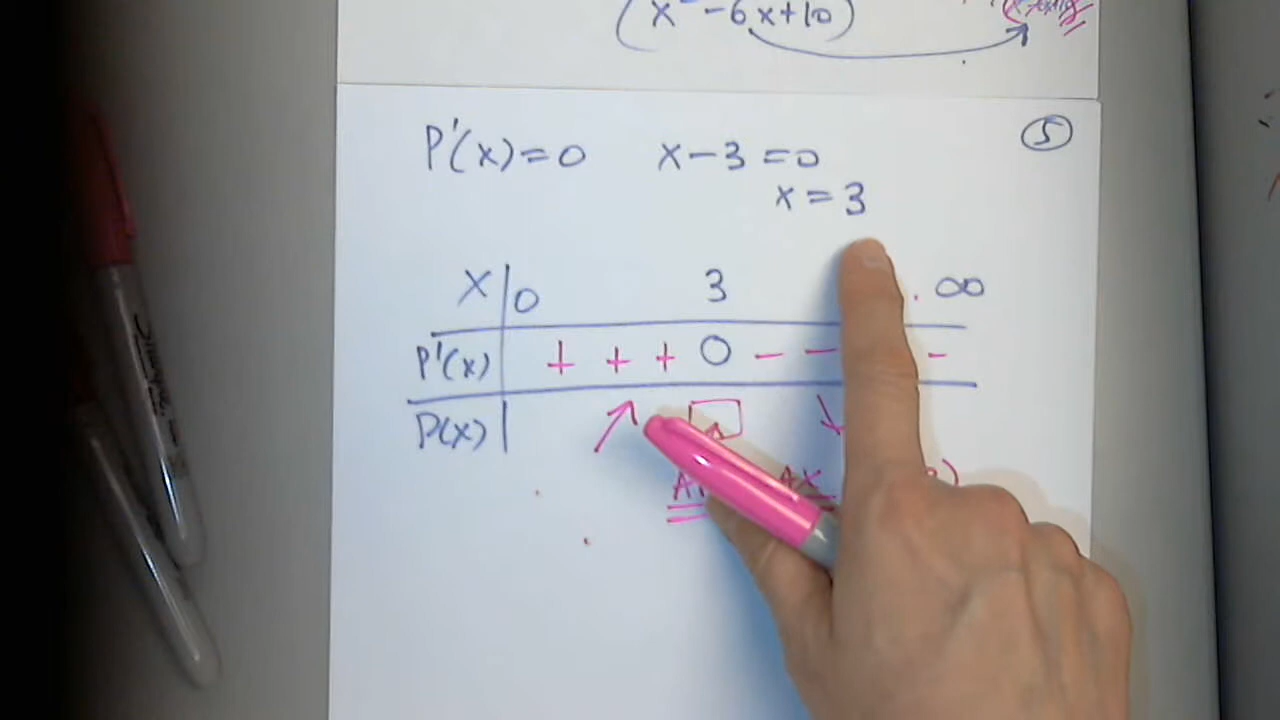 (x² -6x+10)
P'(x)=0 x-3=0 ⑤
x=3
x 0 3 ∞
P'(x) + + + 0 - - -
P(x) ↗ ↘